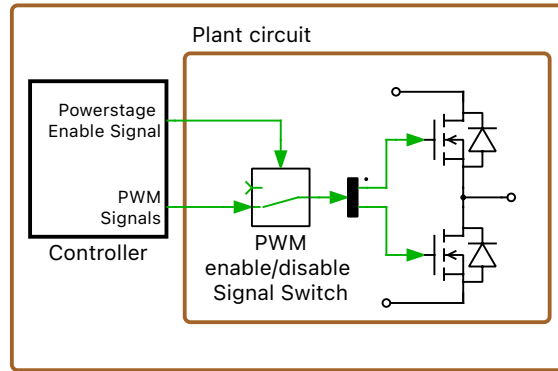 Plant circuit
Powerstage
Enable Signal
PWM
Signals
Controller
PWM
enable/disable
Signal Switch